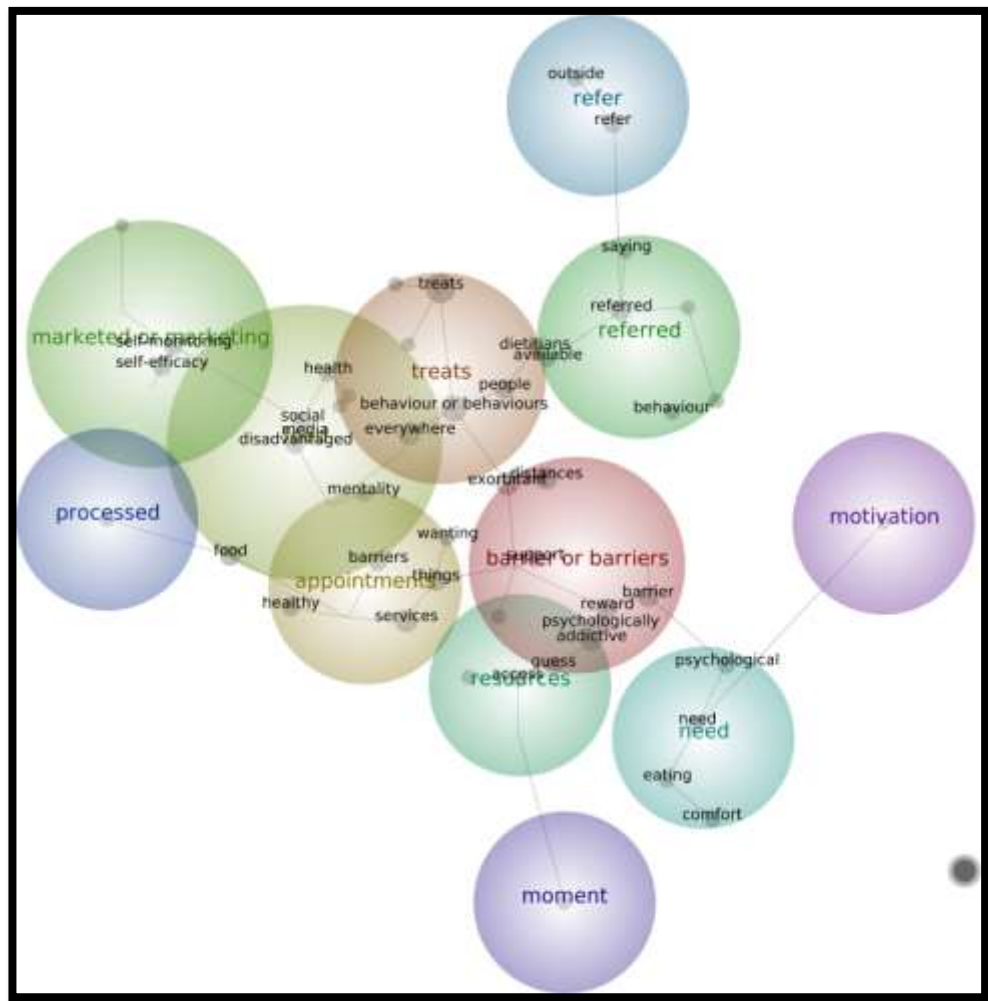 outside
refer
refer
saying
referred
referred
treats
marketed or marketing
self-monitoring
self-efficacy
dietitians
available
health
treats
people
behaviour or behaviours
behaviour
social
media
everywhere
disadvantaged
exorbitant
distances
mentality
processed
motivation
wanting
food
barriers
support
barrier or barriers
appointments
things
barrier
healthy
reward
services
psychologically
addictive
guess
psychological
access
resources
need
need
eating
comfort
moment